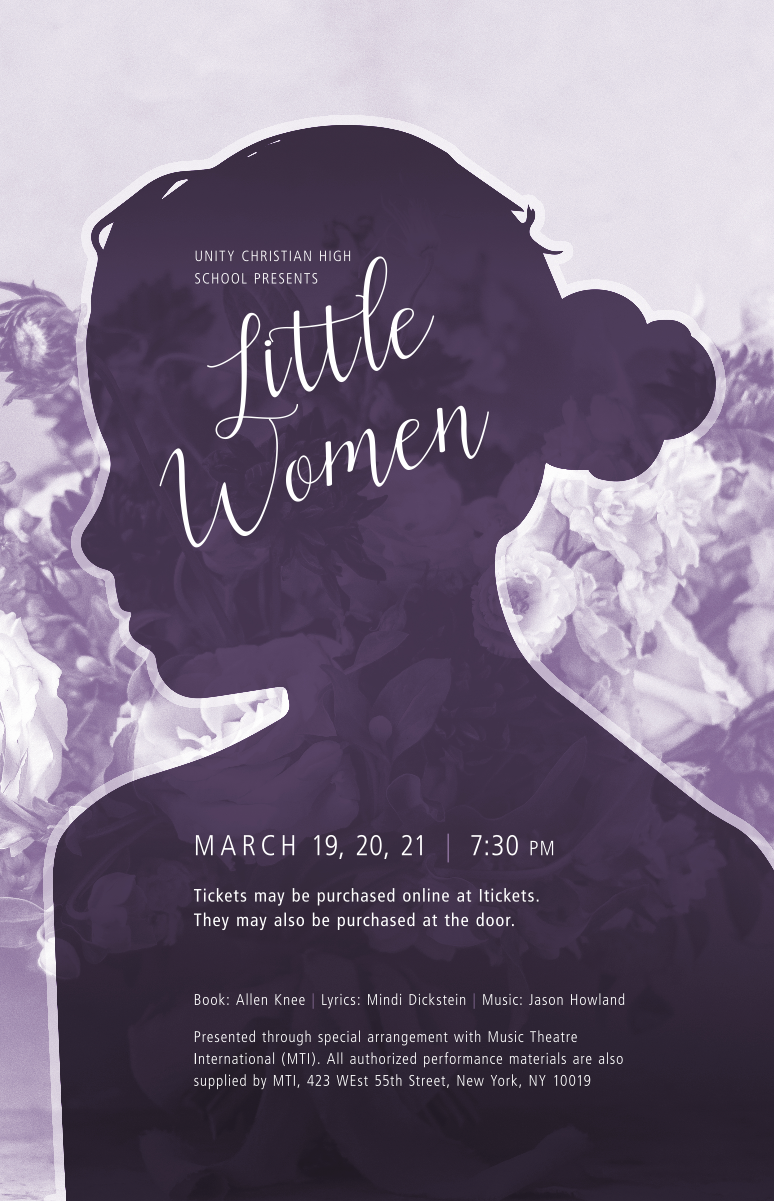 UNITY CHRISTIAN HIGH
SCHOOL PRESENTS
Little
Women
MARCH 19, 20, 21 | 7:30 PM
Tickets may be purchased online at Itickets.
They may also be purchased at the door.
Book: Allen Knee | Lyrics: Mindi Dickstein | Music: Jason Howland
Presented through special arrangement with Music Theatre
International (MTI). All authorized performance materials are also
supplied by MTI, 423 WEst 55th Street, New York, NY 10019